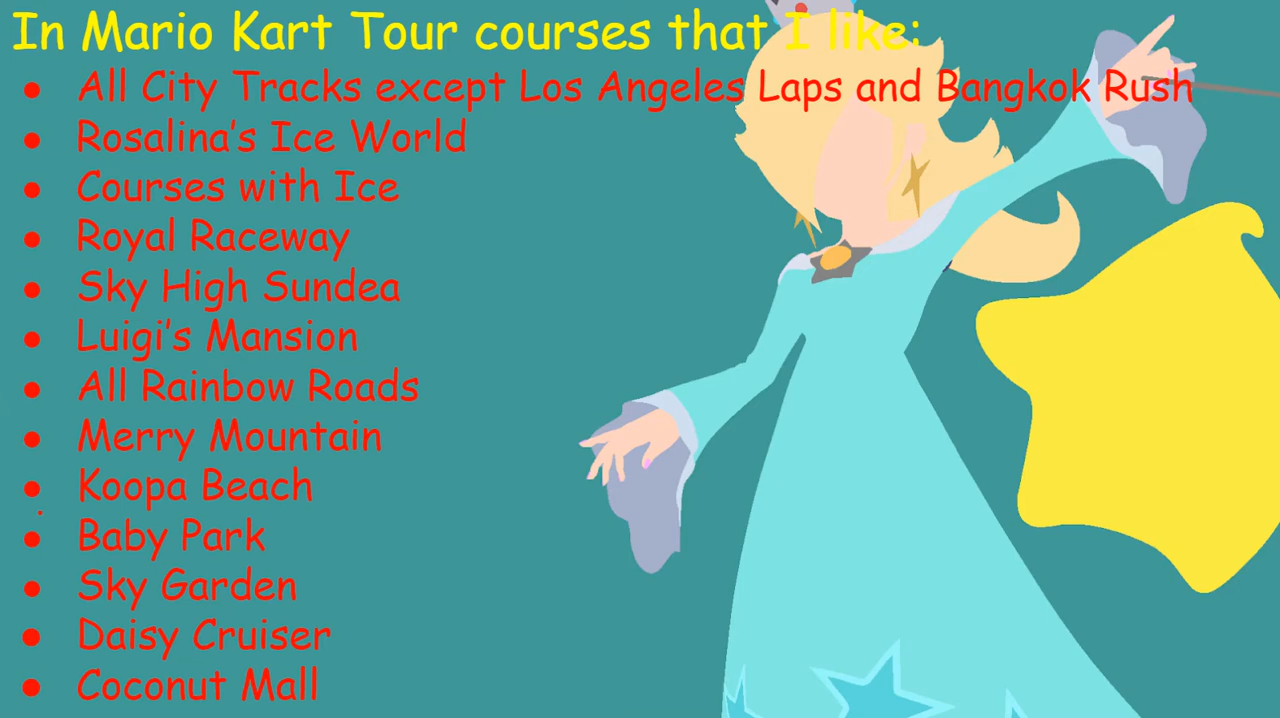 In Mario Kart Tour courses that I like:
● All City Tracks except Los Angeles Laps and Bangkok Rush
● Rosalina's Ice World
● Courses with Ice
● Royal Raceway
● Sky High Sundea
● Luigi's Mansion
● All Rainbow Roads
● Merry Mountain
● Koopa Beach
● Baby Park
● Sky Garden
● Daisy Cruiser
● Coconut Mall